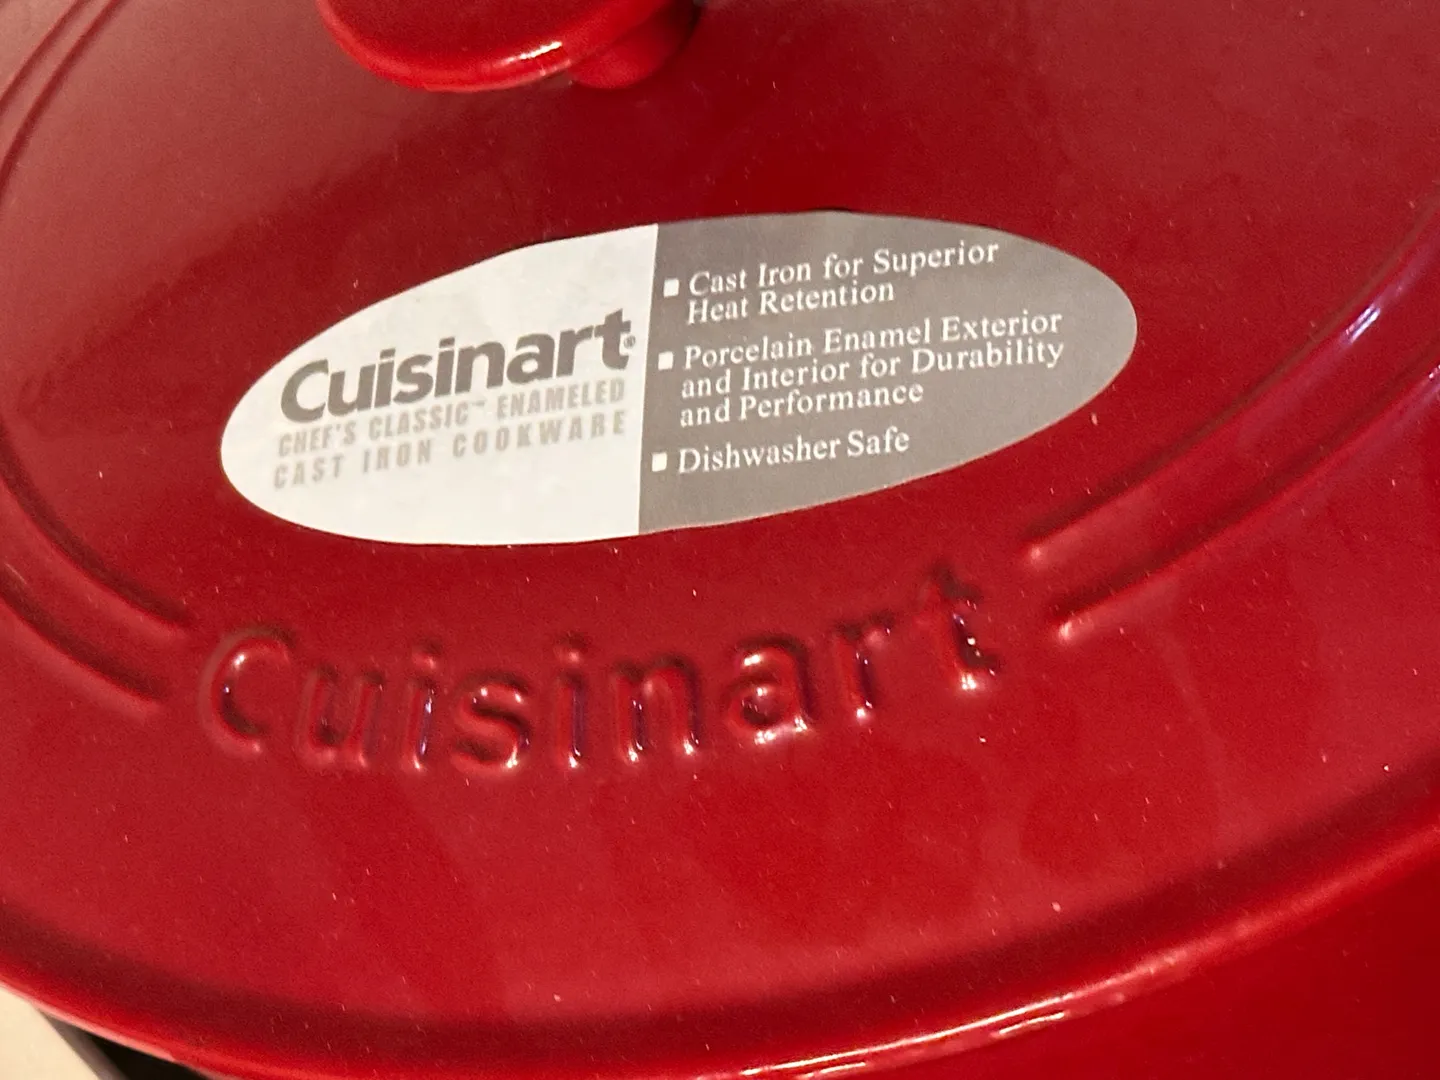 Cuisinart®
CHEF'S CLASSIC™ ENAMELED
CAST IRON COOKWARE
▪ Cast Iron for Superior
Heat Retention
▪ Porcelain Enamel Exterior
and Interior for Durability
and Performance
▪ Dishwasher Safe
Cuisinart